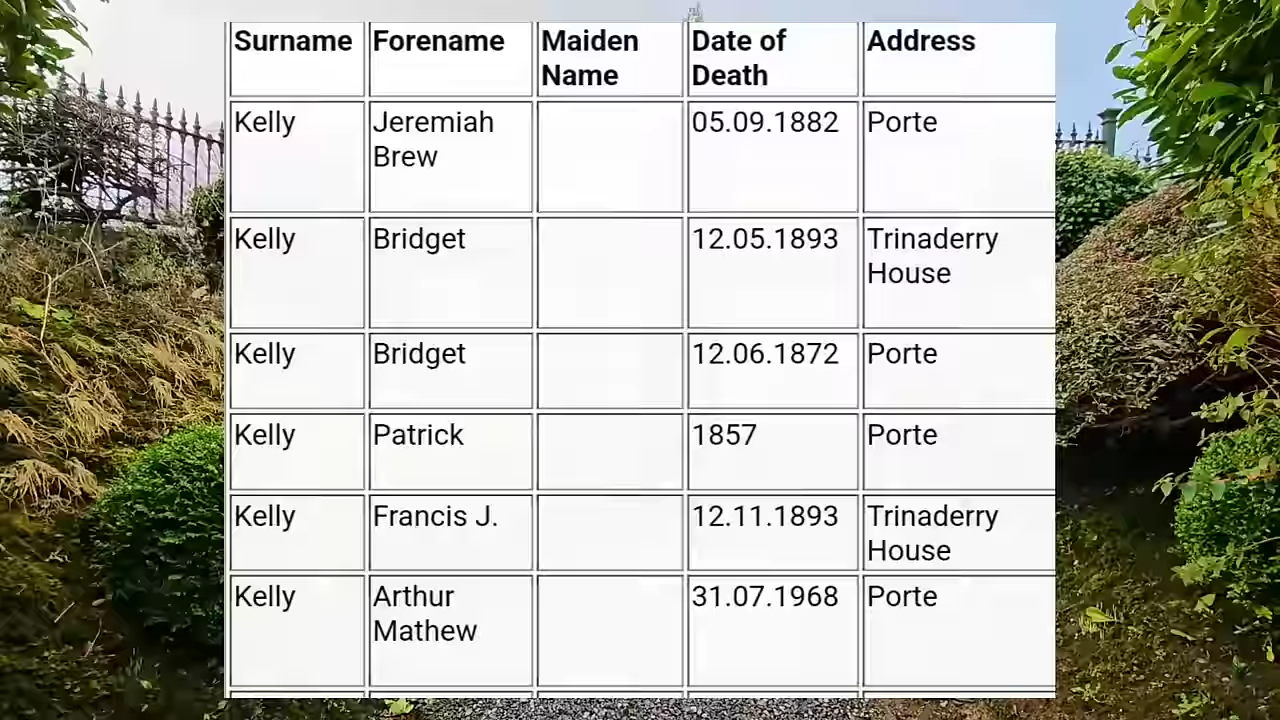 Surname Forename Maiden Name Date of Death Address
Kelly Jeremiah Brew 05.09.1882 Porte
Kelly Bridget 12.05.1893 Trinaderry House
Kelly Bridget 12.06.1872 Porte
Kelly Patrick 1857 Porte
Kelly Francis J. 12.11.1893 Trinaderry House
Kelly Arthur Mathew 31.07.1968 Porte